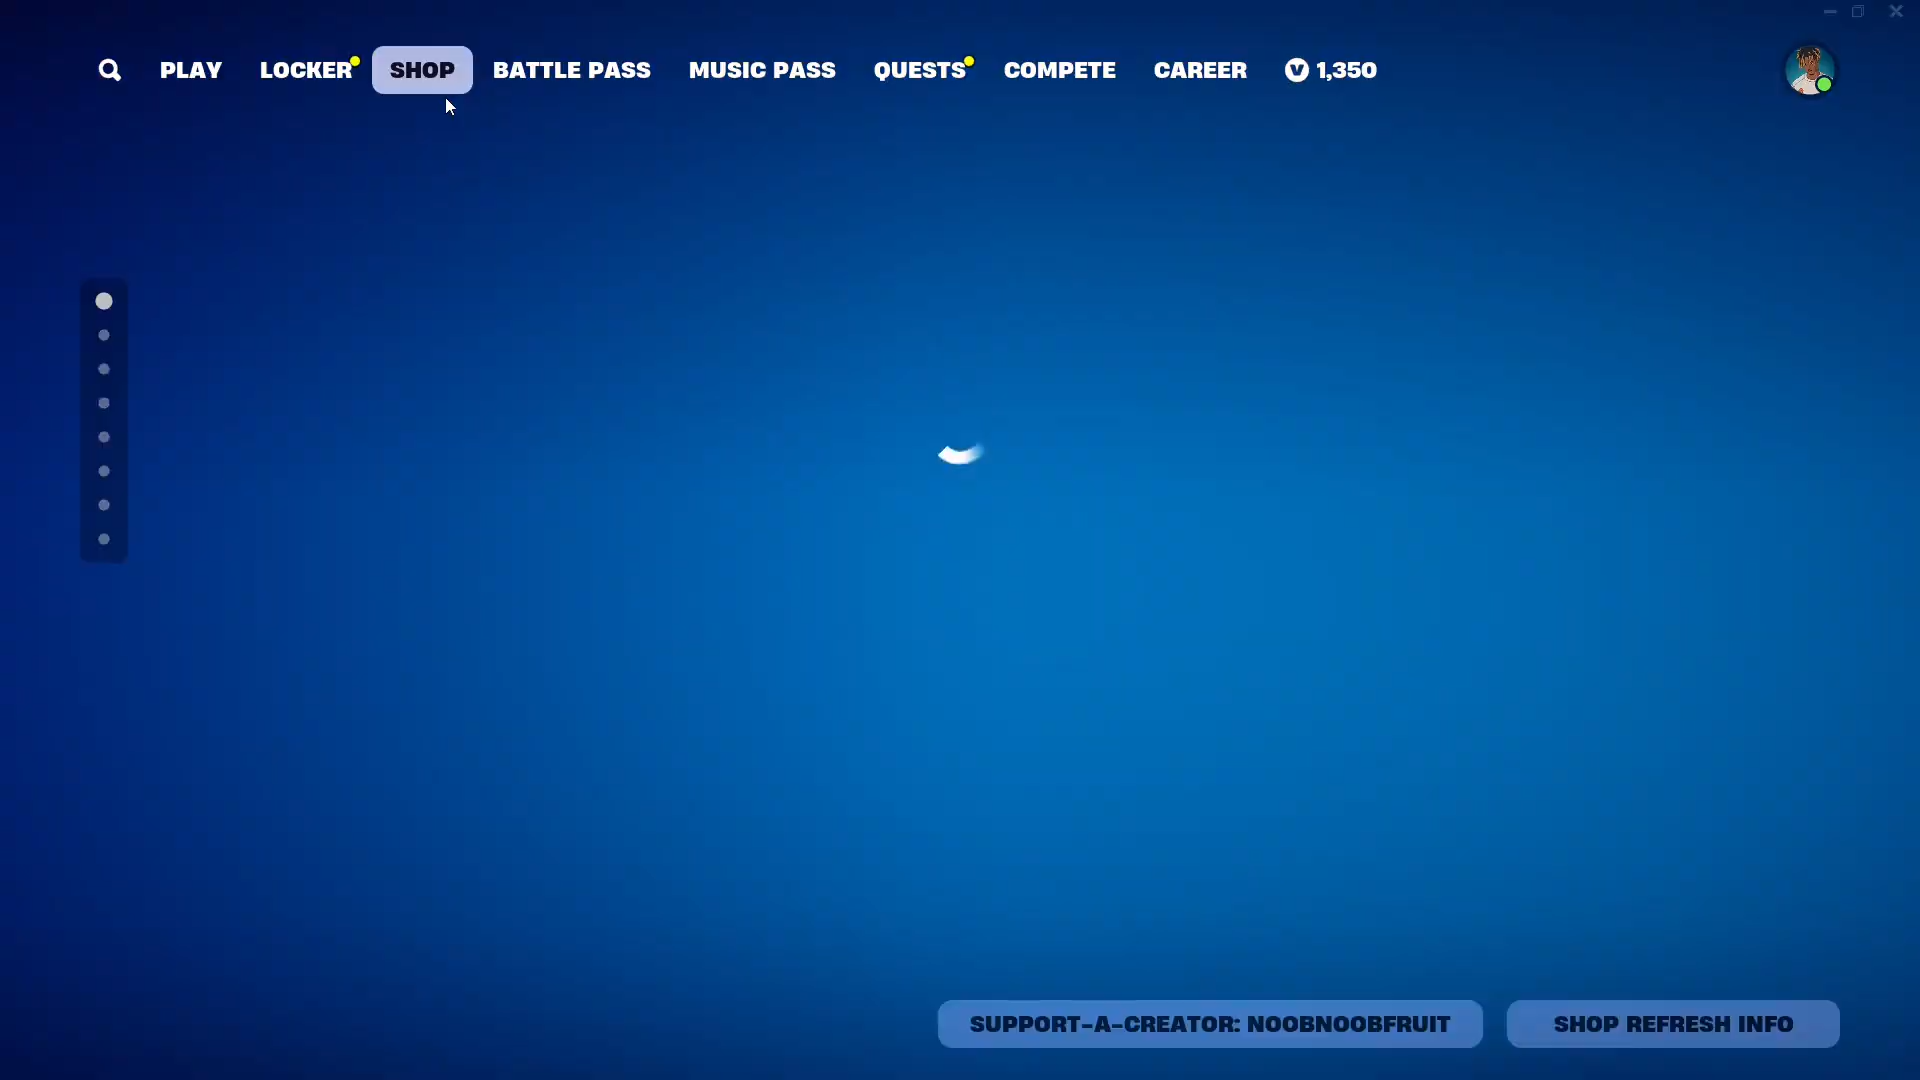 PLAY LOCKER SHOP BATTLE PASS MUSIC PASS QUESTS COMPETE CAREER V 1,350
SUPPORT-A-CREATOR: NOOBNOOBFRUIT SHOP REFRESH INFO